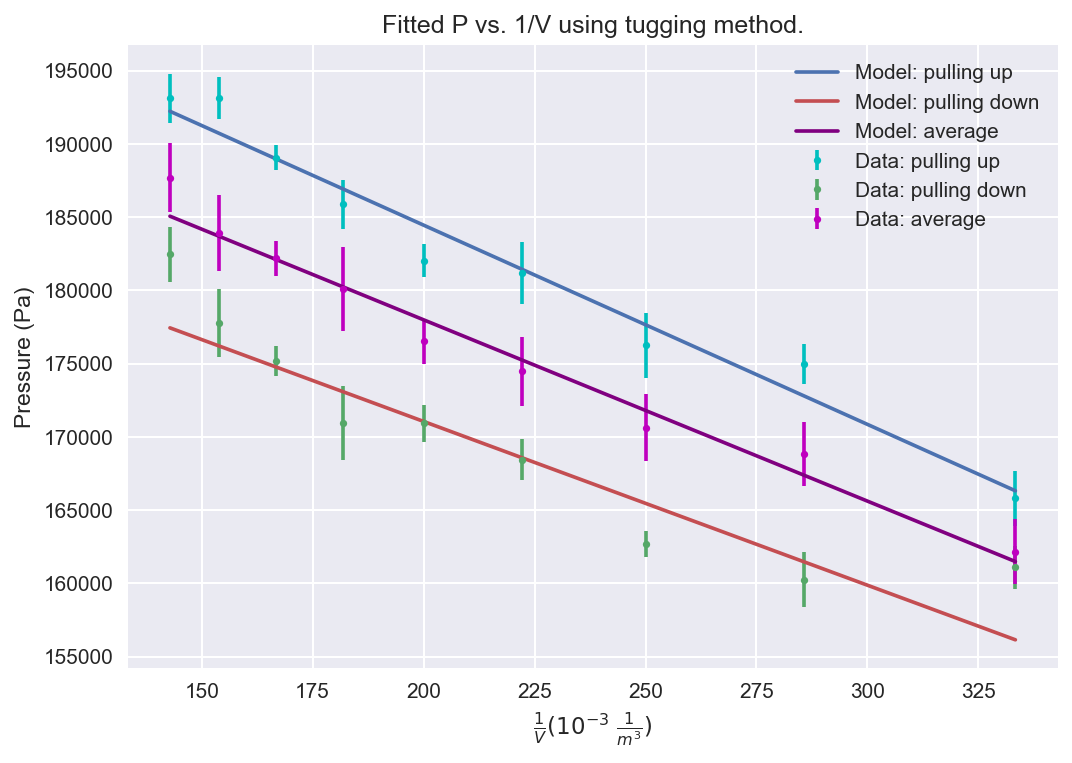 Fitted P vs. 1/V using tugging method.
195000
190000
185000
180000
175000
170000
165000
160000
155000
Pressure (Pa)
Model: pulling up
Model: pulling down
Model: average
Data: pulling up
Data: pulling down
Data: average
150 175 200 225 250 275 300 325
1/V (10⁻³ 1/m³)